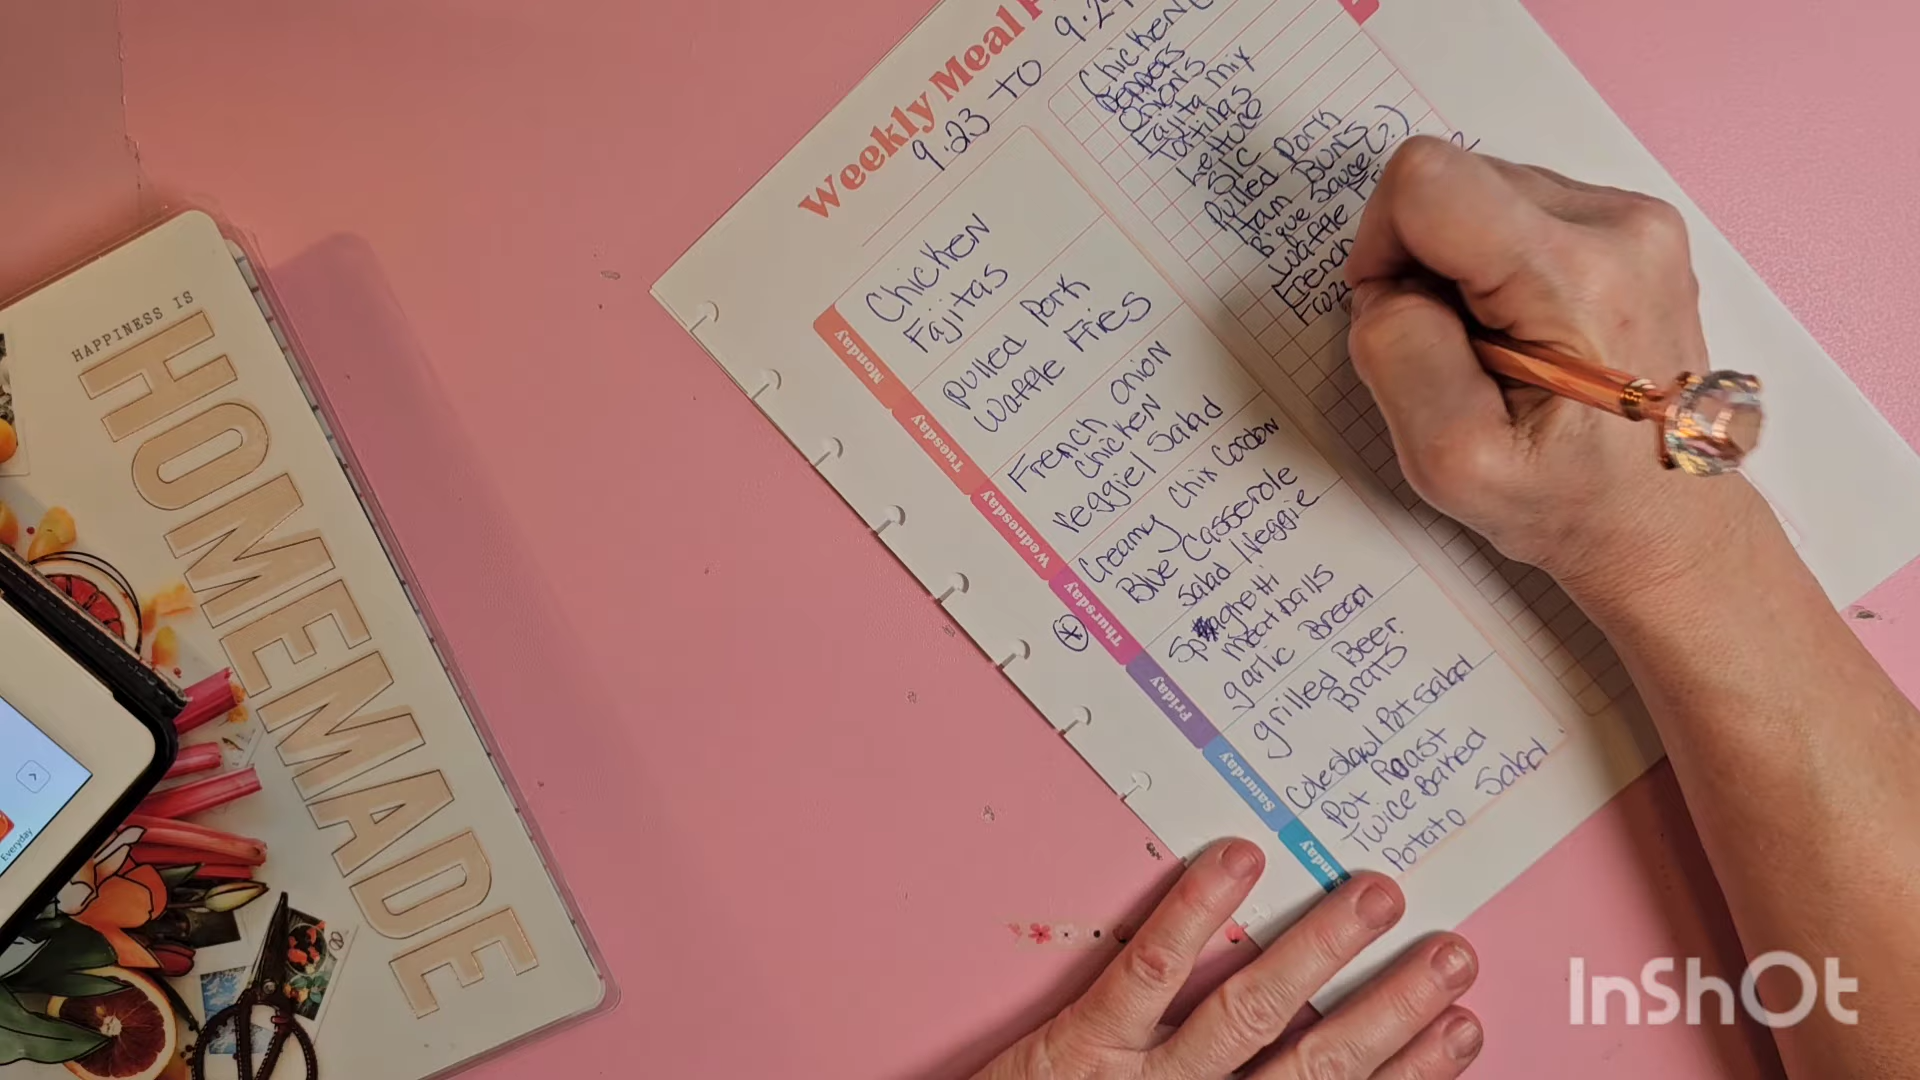 HAPPINESS IS
HOMEMADE
Everyday
Weekly Meal
9.23 to 9.29
Monday
Chicken
Fajitas
Tuesday
Pulled Pork
Waffle Fries
Wednesday
French Onion
Chicken
Veggie/Salad
Thursday
Creamy Chix Cordon
Blue Casserole
Salad/Veggie
Friday
Spaghetti
Meatballs
garlic Bread
Saturday
grilled Beer
Brats
Coleslaw/Pot Salad
Sunday
Pot Roast
Twice Baked
Potato Salad
Chicken
Peppers
Onions
Fajita Mix
Tortillas
Lettuce
S/C
Pulled Pork
Ham Buns
Bque Sauce (?)
Waffle
French
InShOt